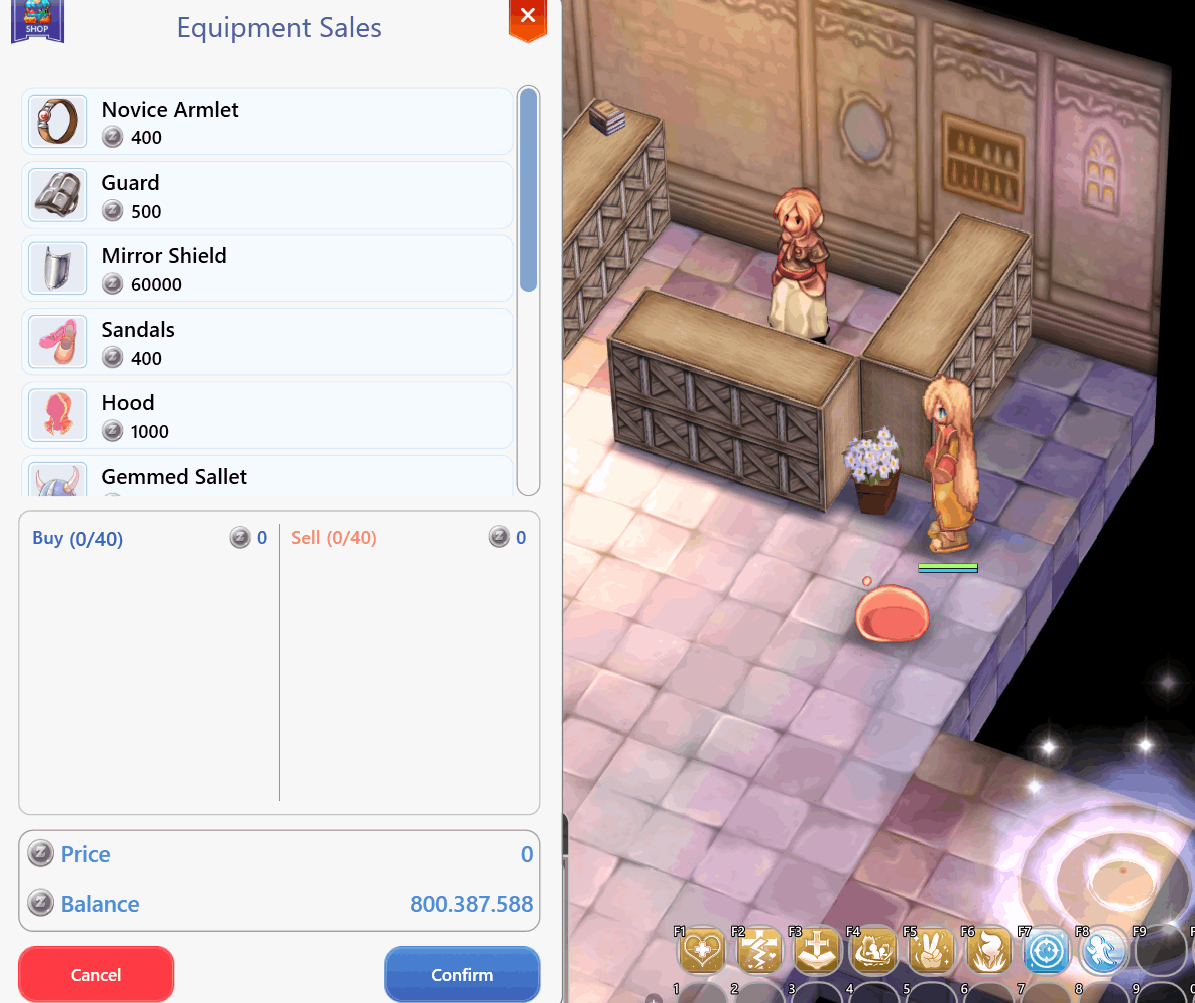 SHOP
Equipment Sales
Novice Armlet
400
Guard
500
Mirror Shield
60000
Sandals
400
Hood
1000
Gemmed Sallet
Buy (0/40) 0 Sell (0/40) 0
Price 0
Balance 800.387.588
Cancel Confirm
F1 F2 F3 F4 F5 F6 F7 F8 F9
1 2 3 4 5 6 7 8 9